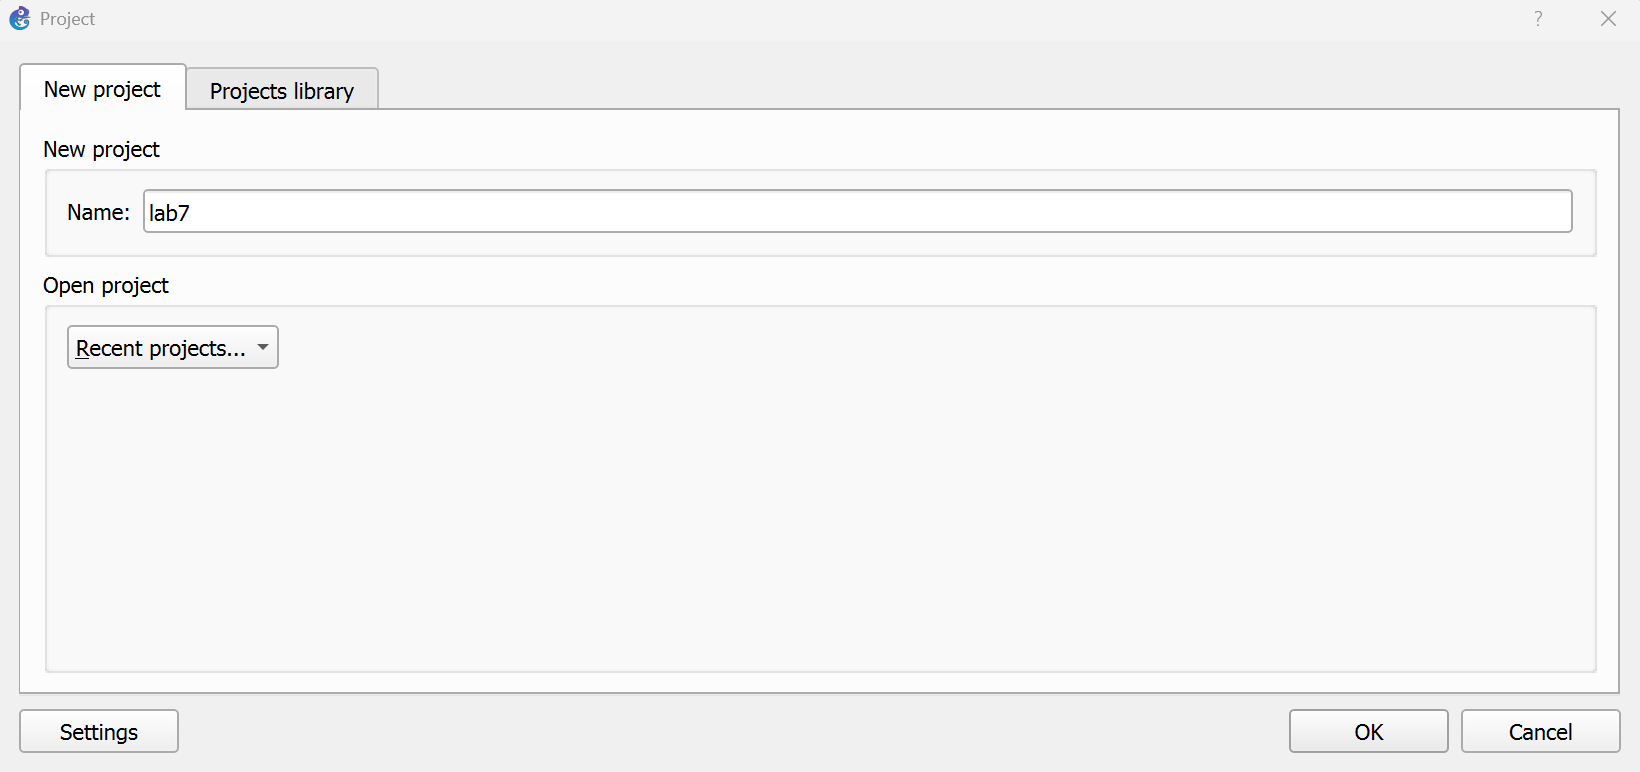 Project
?
New project
Projects library
New project
Name: lab7
Open project
Recent projects...
Settings
OK
Cancel